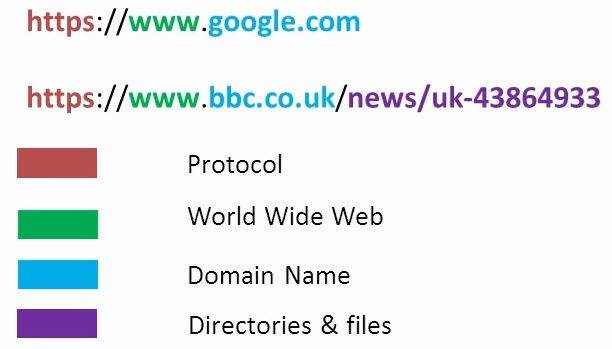 https://www.google.com
https://www.bbc.co.uk/news/uk-43864933
Protocol
World Wide Web
Domain Name
Directories & files